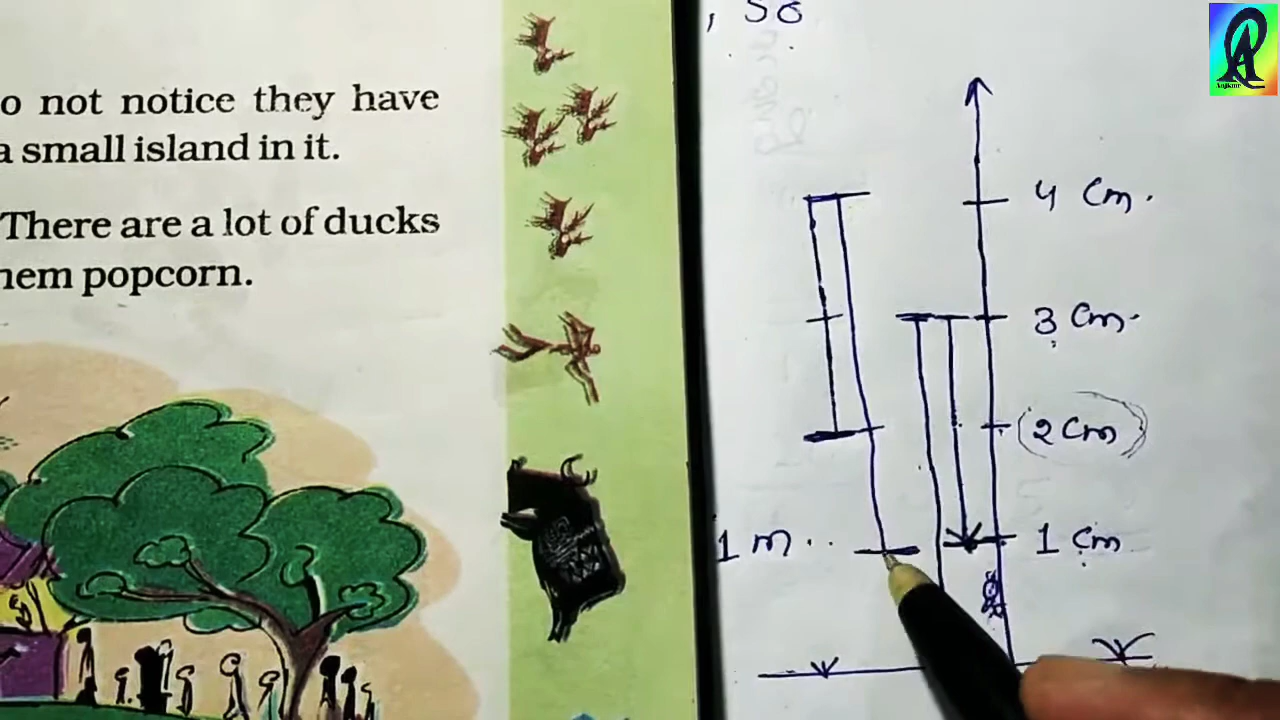 o not notice they have
a small island in it.
There are a lot of ducks
hem popcorn.
, SO
4 Cm.
3 Cm.
2 Cm
1 m..
1 Cm